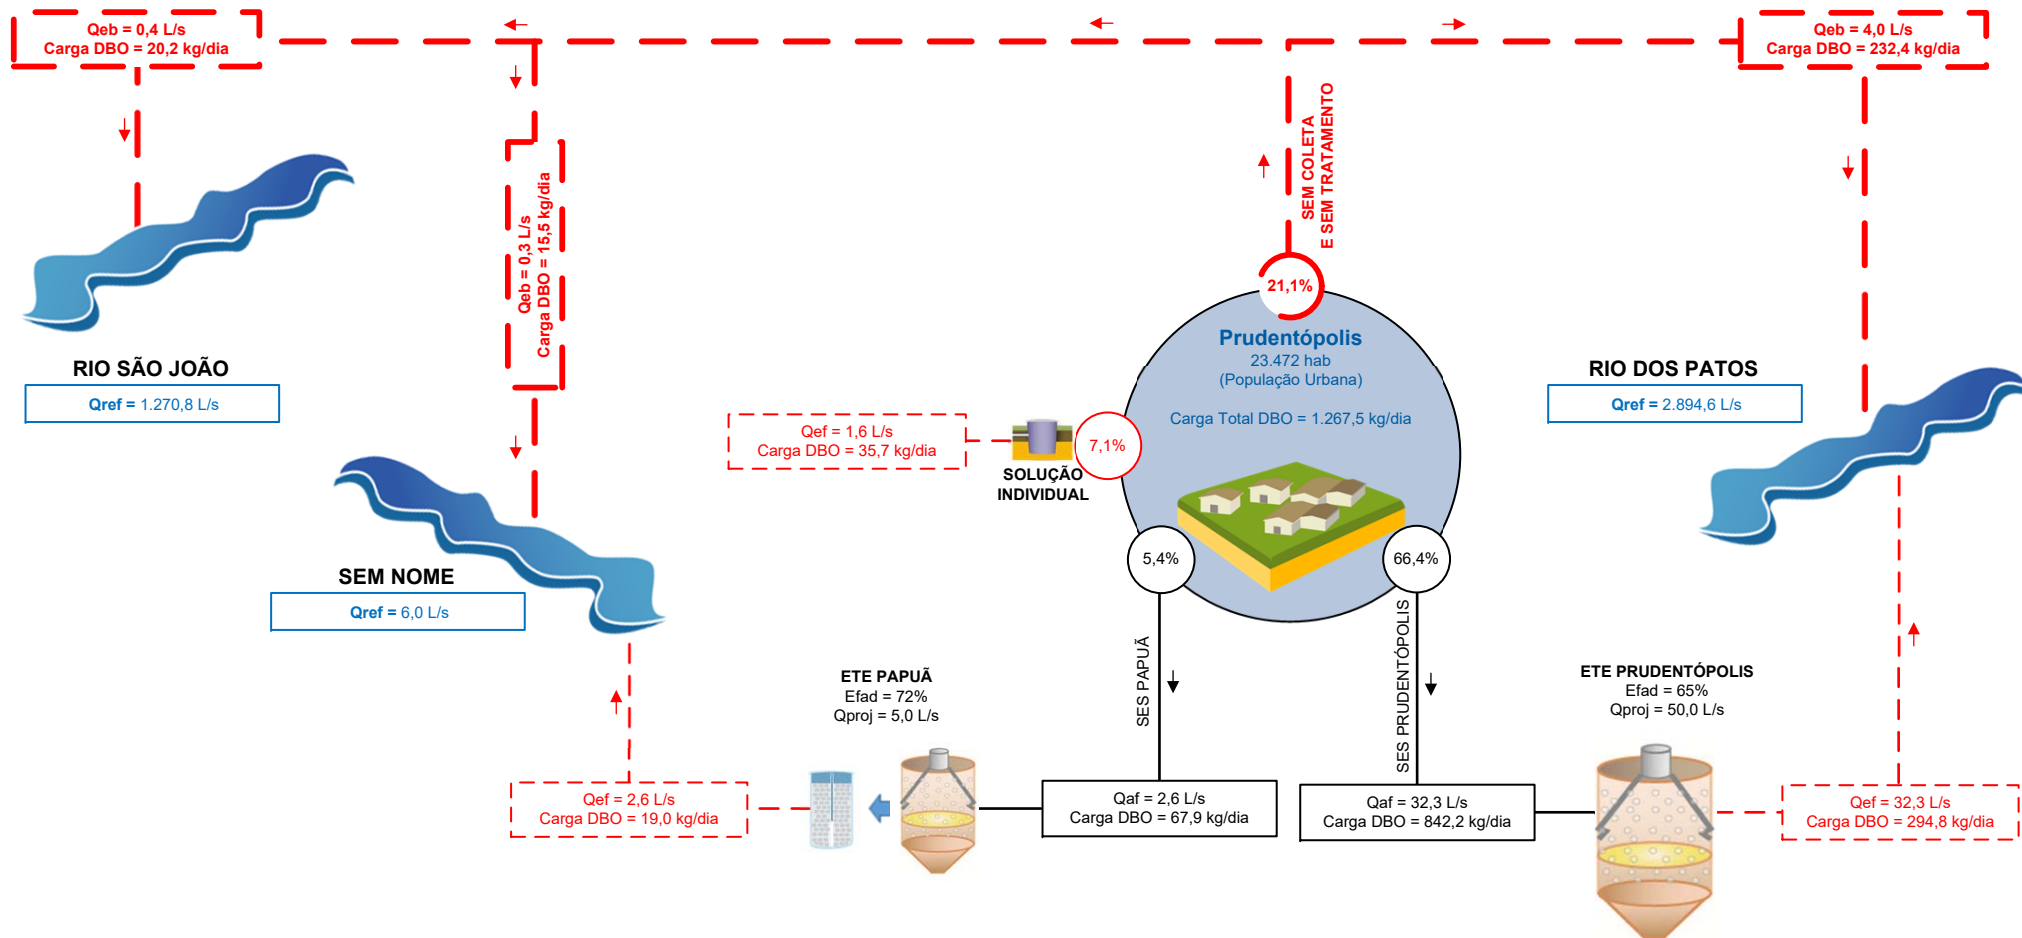 Qeb = 0,4 L/s
Carga DBO = 20,2 kg/dia
Qeb = 4,0 L/s
Carga DBO = 232,4 kg/dia
SEM COLETA
E SEM TRATAMENTO
Qeb = 0,3 L/s
Carga DBO = 15,5 kg/dia
21,1%
Prudentópolis
23.472 hab
(População Urbana)
Carga Total DBO = 1.267,5 kg/dia
RIO SÃO JOÃO
Qref = 1.270,8 L/s
RIO DOS PATOS
Qref = 2.894,6 L/s
Qef = 1,6 L/s
Carga DBO = 35,7 kg/dia
7,1%
SOLUÇÃO
INDIVIDUAL
5,4%
66,4%
SEM NOME
Qref = 6,0 L/s
SES PAPUÃ
SES PRUDENTÓPOLIS
ETE PAPUÃ
Efad = 72%
Qproj = 5,0 L/s
ETE PRUDENTÓPOLIS
Efad = 65%
Qproj = 50,0 L/s
Qef = 2,6 L/s
Carga DBO = 19,0 kg/dia
Qaf = 2,6 L/s
Carga DBO = 67,9 kg/dia
Qaf = 32,3 L/s
Carga DBO = 842,2 kg/dia
Qef = 32,3 L/s
Carga DBO = 294,8 kg/dia